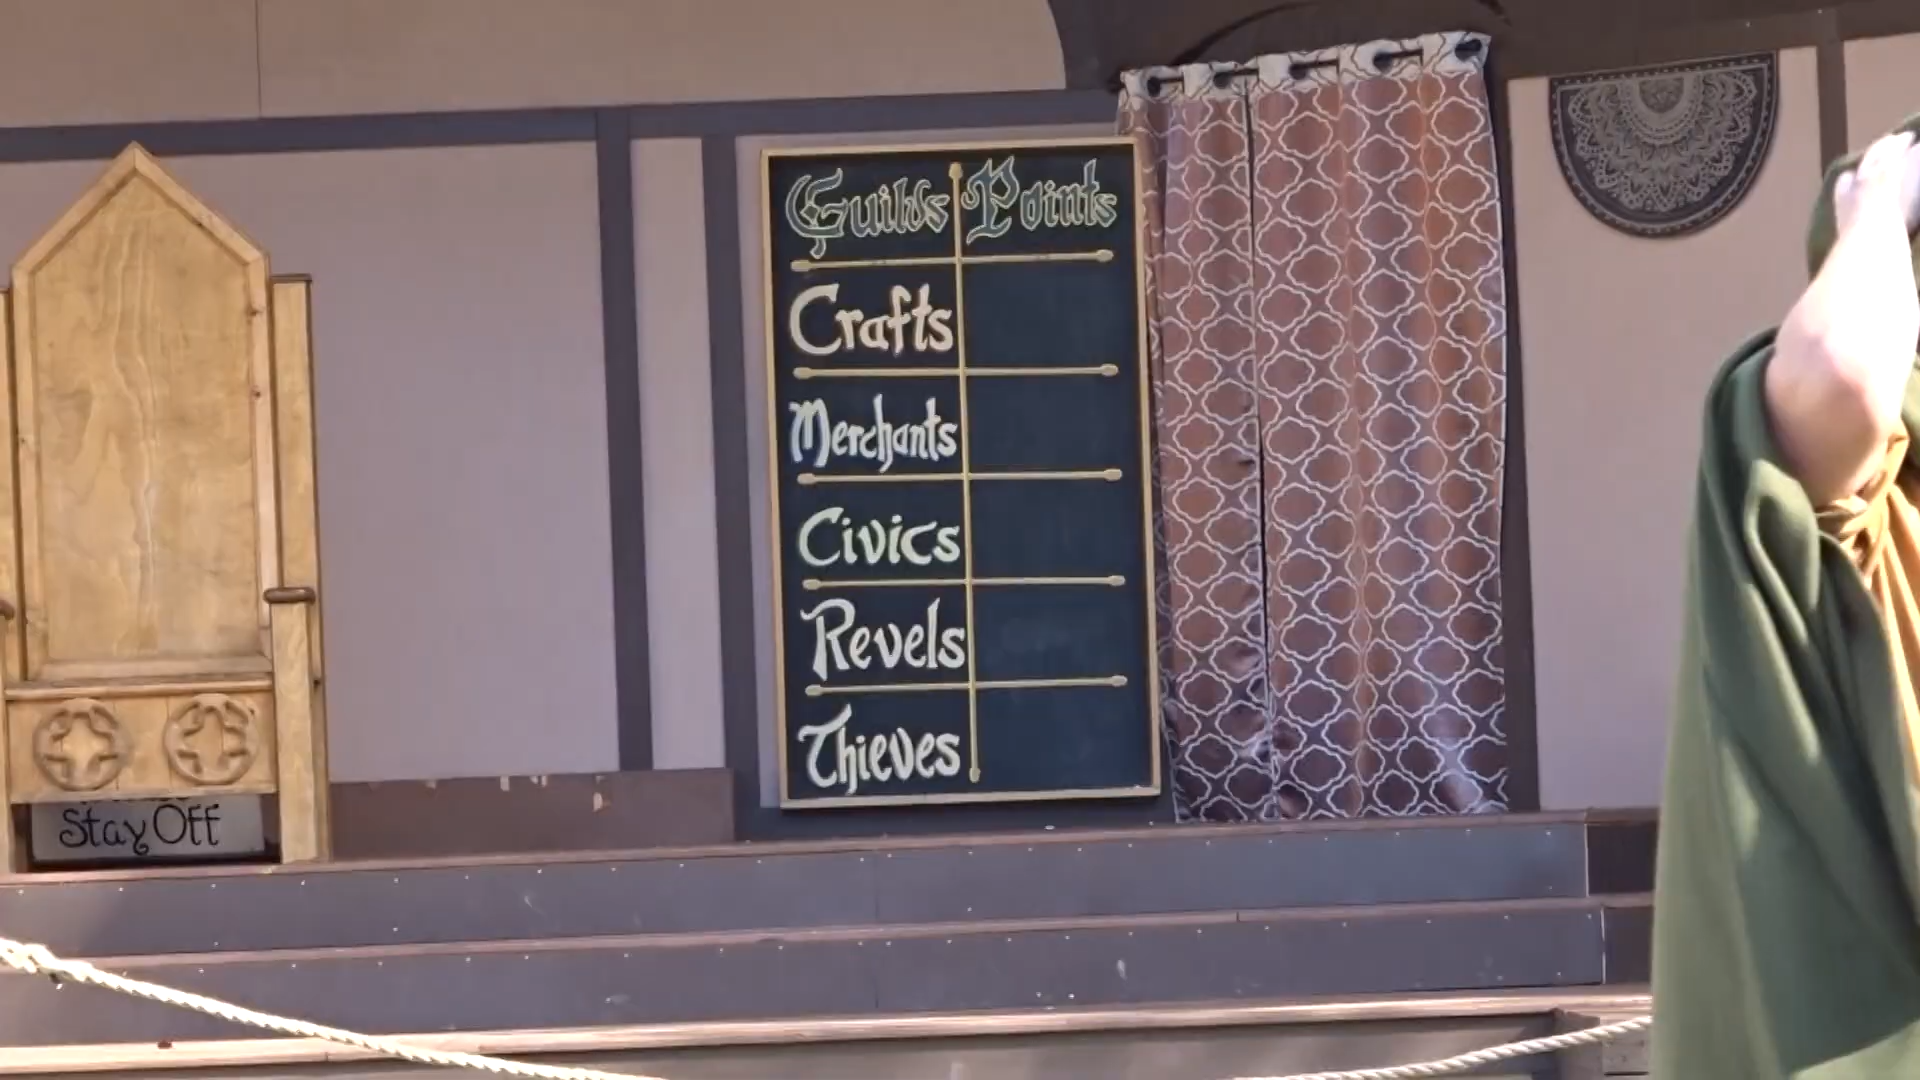 Guilds Points
Crafts
Merchants
Civics
Revels
Thieves
Stay Off